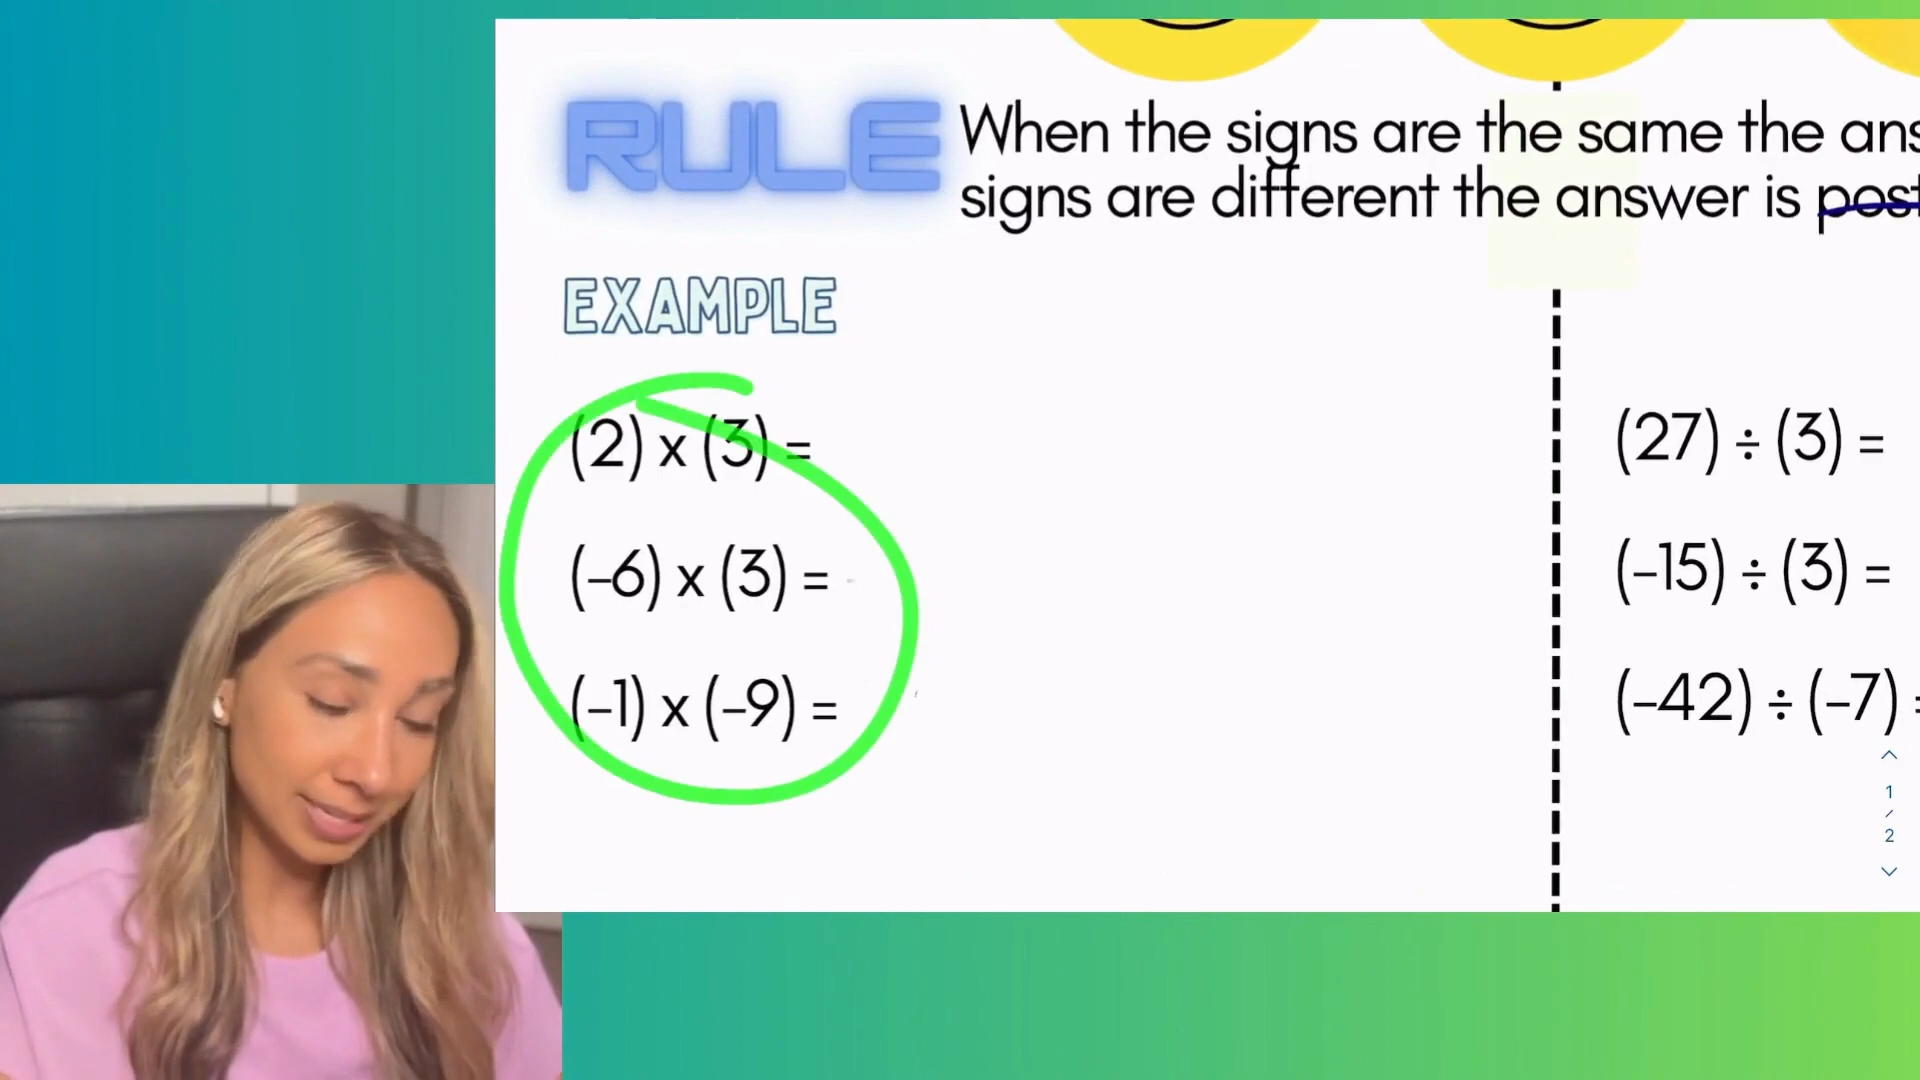 RULE
When the signs are the same the ans
signs are different the answer is post
EXAMPLE
(2) x (3) =
(-6) x (3) =
(-1) x (-9) =
(27) ÷ (3) =
(-15) ÷ (3) =
(-42) ÷ (-7) =
1
/
2